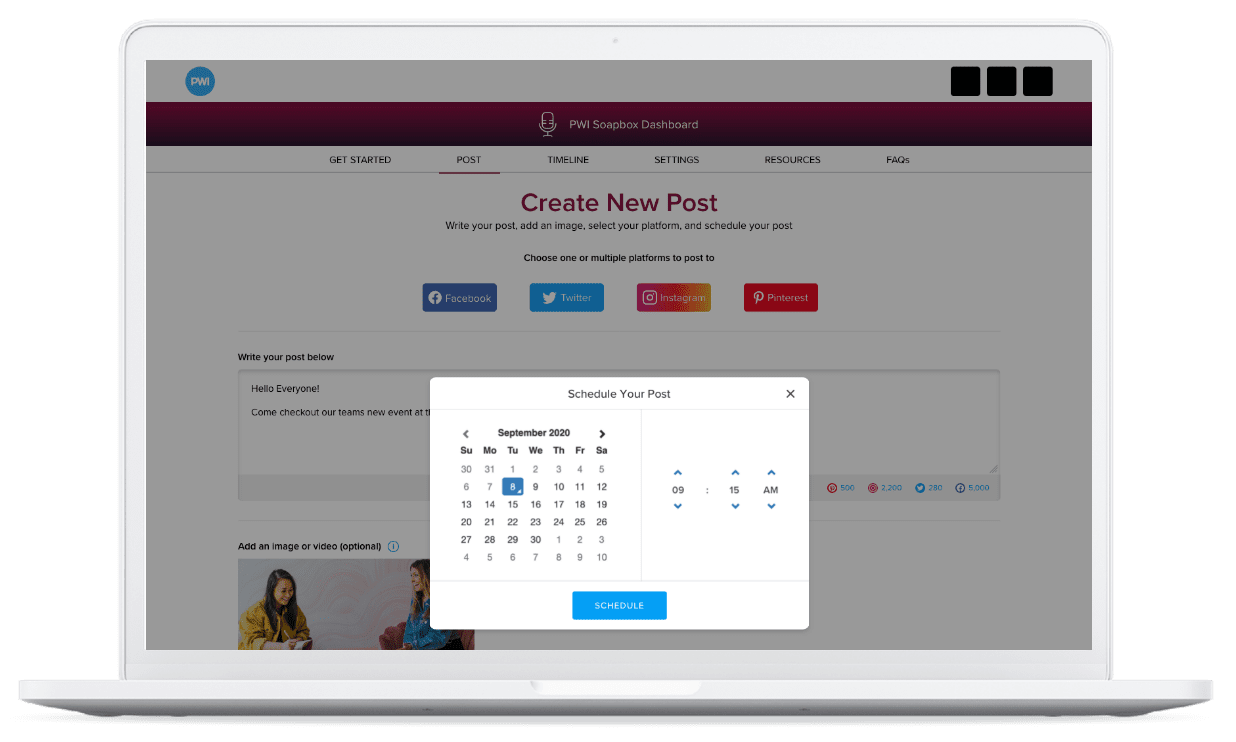 PWI
PWI Soapbox Dashboard
GET STARTED POST TIMELINE SETTINGS RESOURCES FAQs
Create New Post
Write your post, add an image, select your platform, and schedule your post
Choose one or multiple platforms to post to
Facebook Twitter Instagram Pinterest
Write your post below
Hello Everyone!
Come checkout our teams new event at
500 2,200 280 5,000
Add an image or video (optional) i
Schedule Your Post ×
September 2020
Su Mo Tu We Th Fr Sa
30 31 1 2 3 4 5
6 7 8 9 10 11 12
13 14 15 16 17 18 19
20 21 22 23 24 25 26
27 28 29 30 1 2 3
4 5 6 7 8 9 10
09 : 15 AM
SCHEDULE